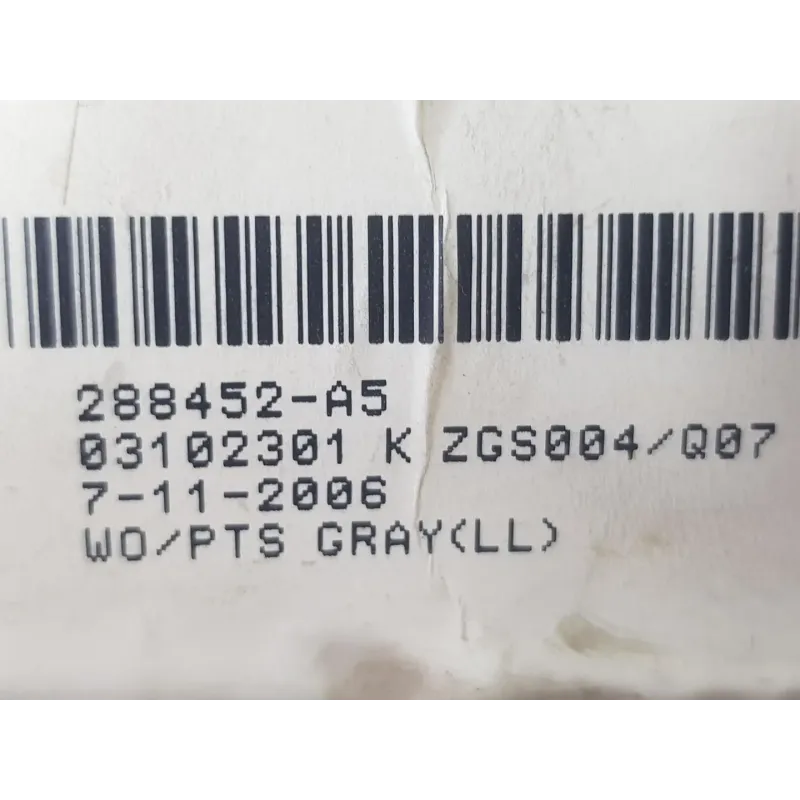 288452-A5
03102301 K ZGS004/Q07
7-11-2006
WO/PTS GRAY(LL)